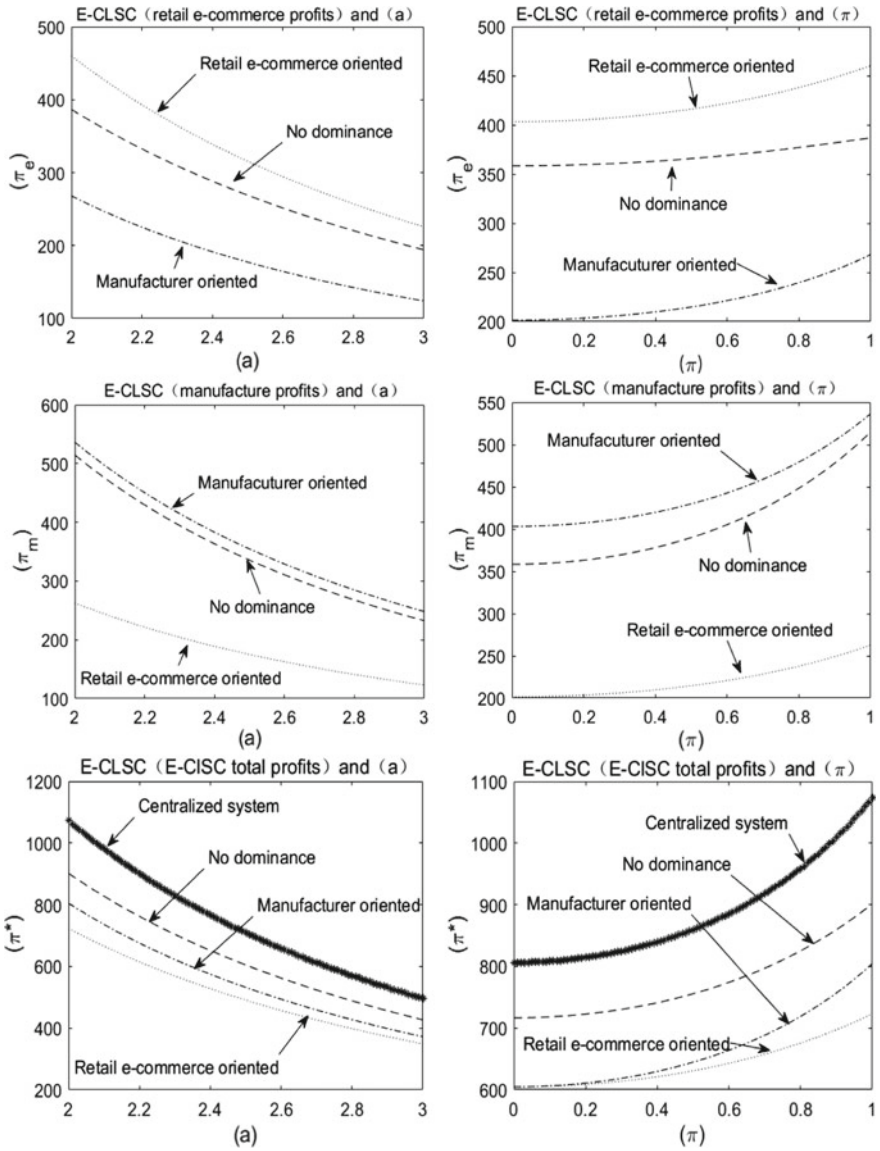 E-CLSC（retail e-commerce profits）and（a）
500
400
300
200
100
(π_e)
Retail e-commerce oriented
No dominance
Manufacturer oriented
2 2.2 2.4 2.6 2.8 3
(a)
E-CLSC（retail e-commerce profits）and（π）
500
450
400
350
300
250
200
(π_e)
Retail e-commerce oriented
No dominance
Manufacuturer oriented
0 0.2 0.4 0.6 0.8 1
(π)
E-CLSC（manufacture profits）and（a）
600
500
400
300
200
100
(π_m)
Manufacuturer oriented
No dominance
Retail e-commerce oriented
2 2.2 2.4 2.6 2.8 3
(a)
E-CLSC（manufacture profits）and（π）
550
500
450
400
350
300
250
200
(π_m)
Manufacuturer oriented
No dominance
Retail e-commerce oriented
0 0.2 0.4 0.6 0.8 1
(π)
E-CLSC（E-CISC total profits）and（a）
1200
1000
800
600
400
200
(π*)
Centralized system
No dominance
Manufacturer oriented
Retail e-commerce oriented
2 2.2 2.4 2.6 2.8 3
(a)
E-CLSC（E-CISC total profits）and（π）
1100
1000
900
800
700
600
(π*)
Centralized system
No dominance
Manufacturer oriented
Retail e-commerce oriented
0 0.2 0.4 0.6 0.8 1
(π)